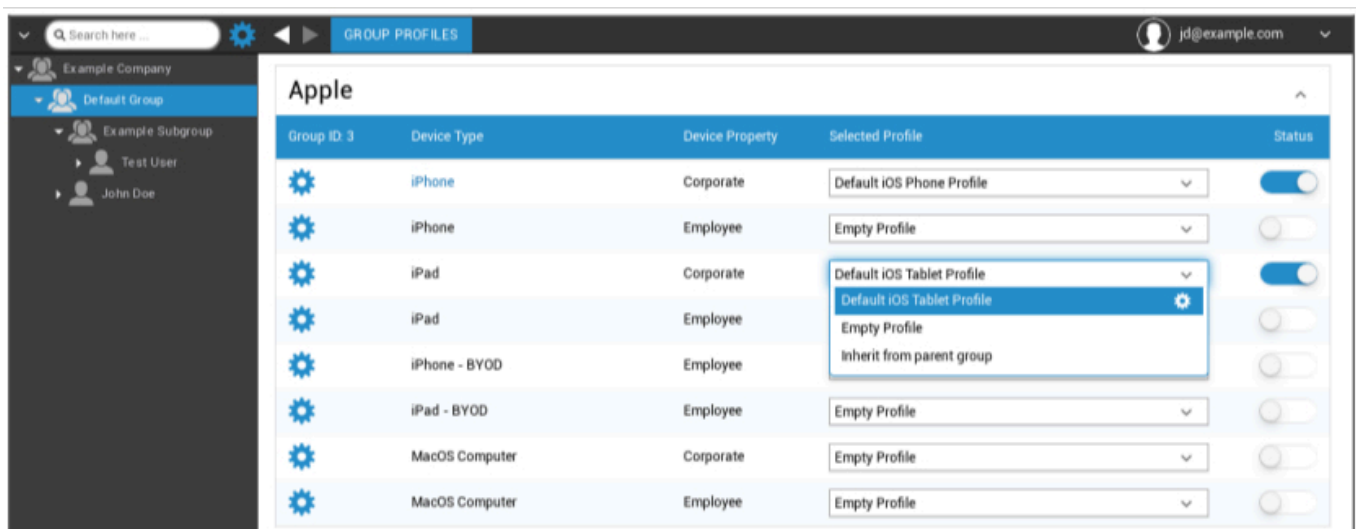 Search here ...
GROUP PROFILES
jd@example.com
Example Company
Default Group
Example Subgroup
Test User
John Doe
Apple
Group ID: 3 Device Type Device Property Selected Profile Status
iPhone Corporate Default iOS Phone Profile
iPhone Employee Empty Profile
iPad Corporate Default iOS Tablet Profile
Default iOS Tablet Profile
Empty Profile
Inherit from parent group
iPad Employee
iPhone - BYOD Employee
iPad - BYOD Employee Empty Profile
MacOS Computer Corporate Empty Profile
MacOS Computer Employee Empty Profile